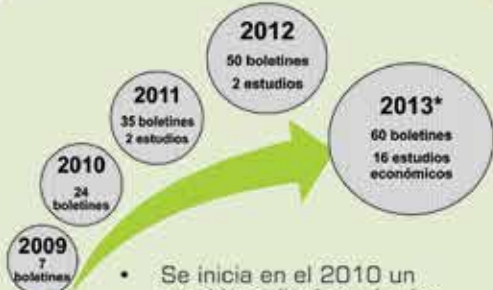 2012
50 boletines
2 estudios
2011
35 boletines
2 estudios
2013*
60 boletines
16 estudios
económicos
2010
24
boletines
2009
7
boletines
• Se inicia en el 2010 un